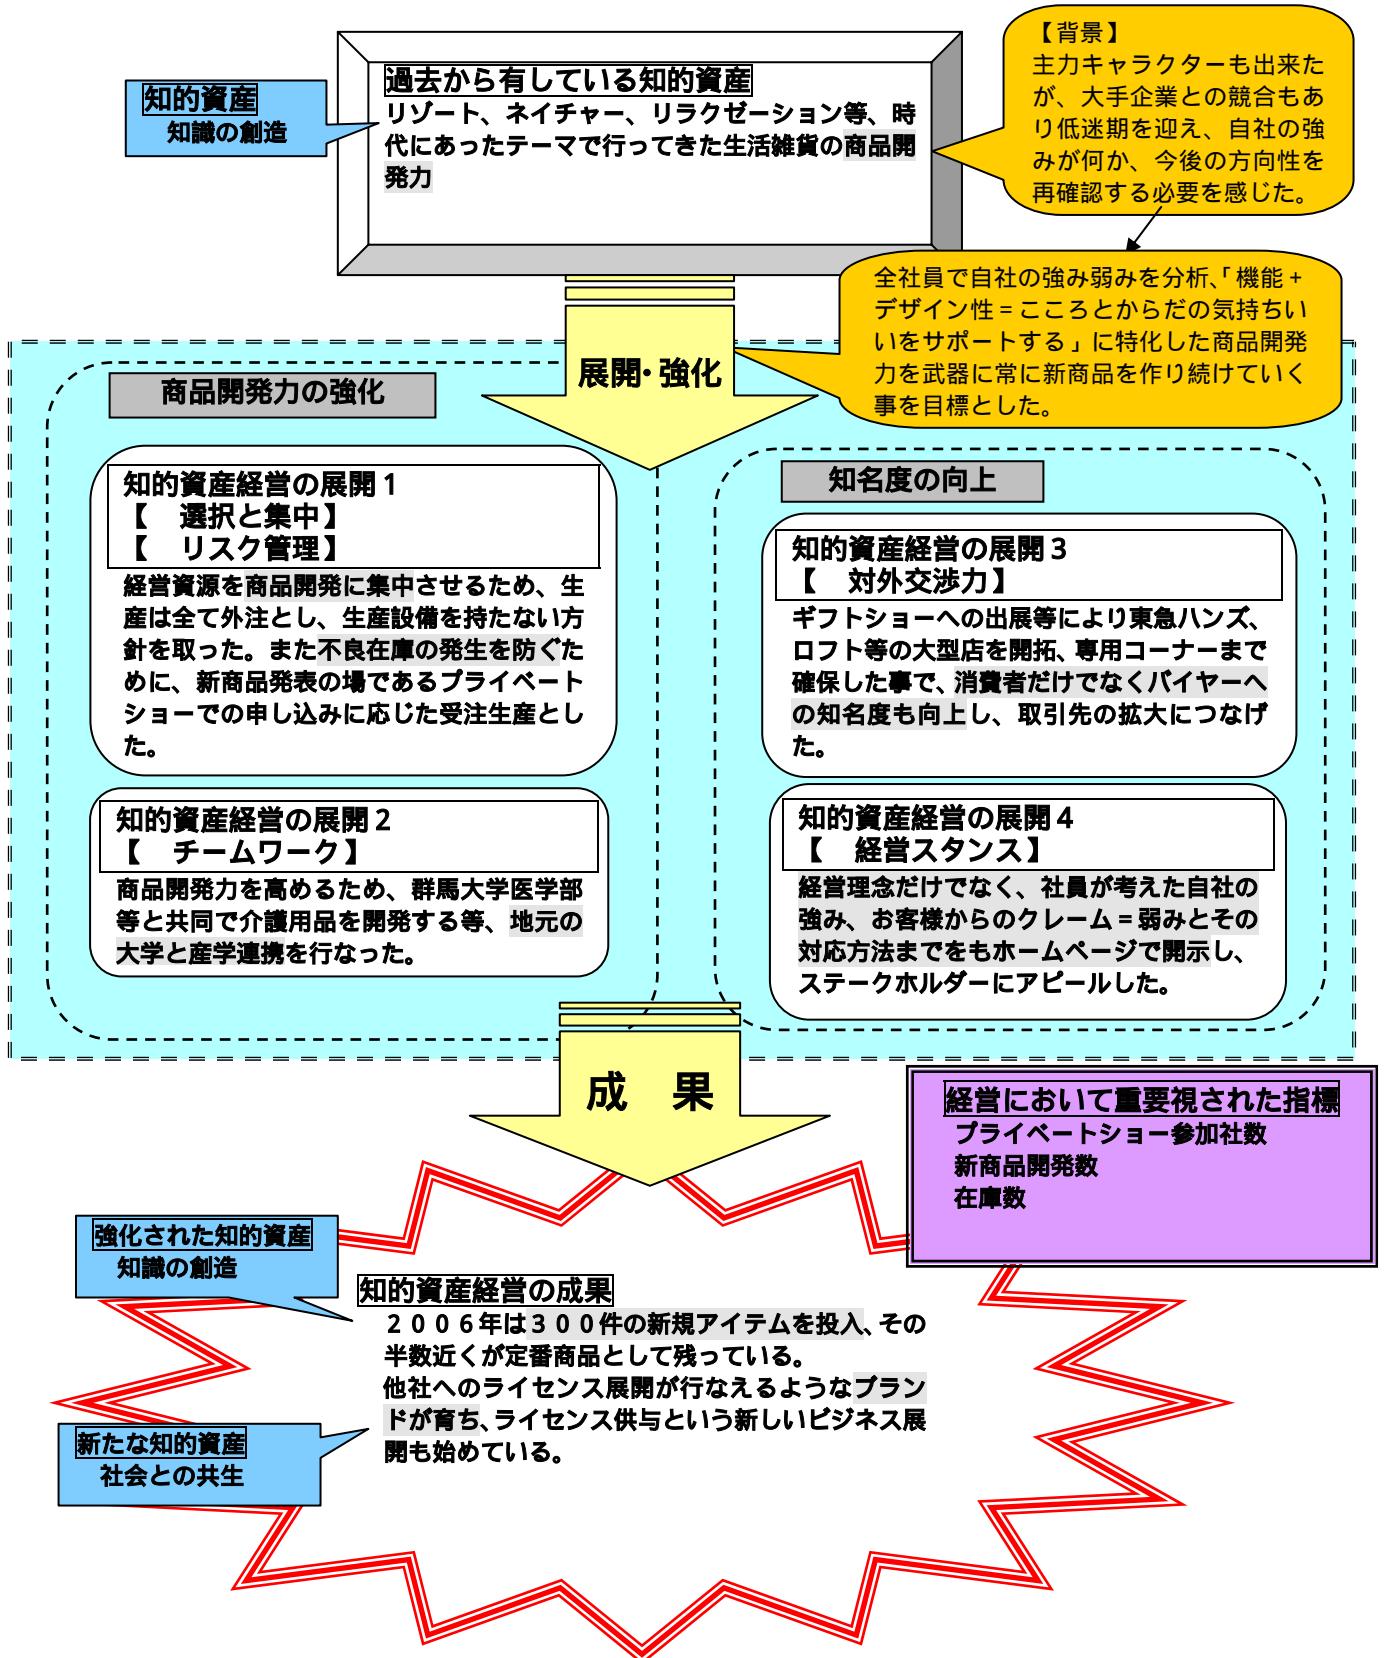 【背景】
主力キャラクターも出来た
が、大手企業との競合もあ
り低迷期を迎え、自社の強
みが何か、今後の方向性を
再確認する必要を感じた。
知的資産
知識の創造
過去から有している知的資産
リゾート、ネイチャー、リラクゼーション等、時
代にあったテーマで行ってきた生活雑貨の商品開
発力
全社員で自社の強み弱みを分析、「機能+
デザイン性=こころとからだの気持ちい
いをサポートする」に特化した商品開発
力を武器に常に新商品を作り続けていく
事を目標とした。
展開・強化
商品開発力の強化
知的資産経営の展開1
【 選択と集中】
【 リスク管理】
経営資源を商品開発に集中させるため、生
産は全て外注とし、生産設備を持たない方
針を取った。また不良在庫の発生を防ぐた
めに、新商品発表の場であるプライベート
ショーでの申し込みに応じた受注生産とし
た。
知的資産経営の展開2
【 チームワーク】
商品開発力を高めるため、群馬大学医学部
等と共同で介護用品を開発する等、地元の
大学と産学連携を行なった。
知名度の向上
知的資産経営の展開3
【 対外交渉力】
ギフトショーへの出展等により東急ハンズ、
ロフト等の大型店を開拓、専用コーナーまで
確保した事で、消費者だけでなくバイヤーへ
の知名度も向上し、取引先の拡大につなげ
た。
知的資産経営の展開4
【 経営スタンス】
経営理念だけでなく、社員が考えた自社の
強み、お客様からのクレーム=弱みとその
対応方法までをもホームページで開示し、
ステークホルダーにアピールした。
成 果
経営において重要視された指標
プライベートショー参加社数
新商品開発数
在庫数
強化された知的資産
知識の創造
知的資産経営の成果
2006年は300件の新規アイテムを投入、その
半数近くが定番商品として残っている。
他社へのライセンス展開が行なえるようなブラン
ドが育ち、ライセンス供与という新しいビジネス展
開も始めている。
新たな知的資産
社会との共生